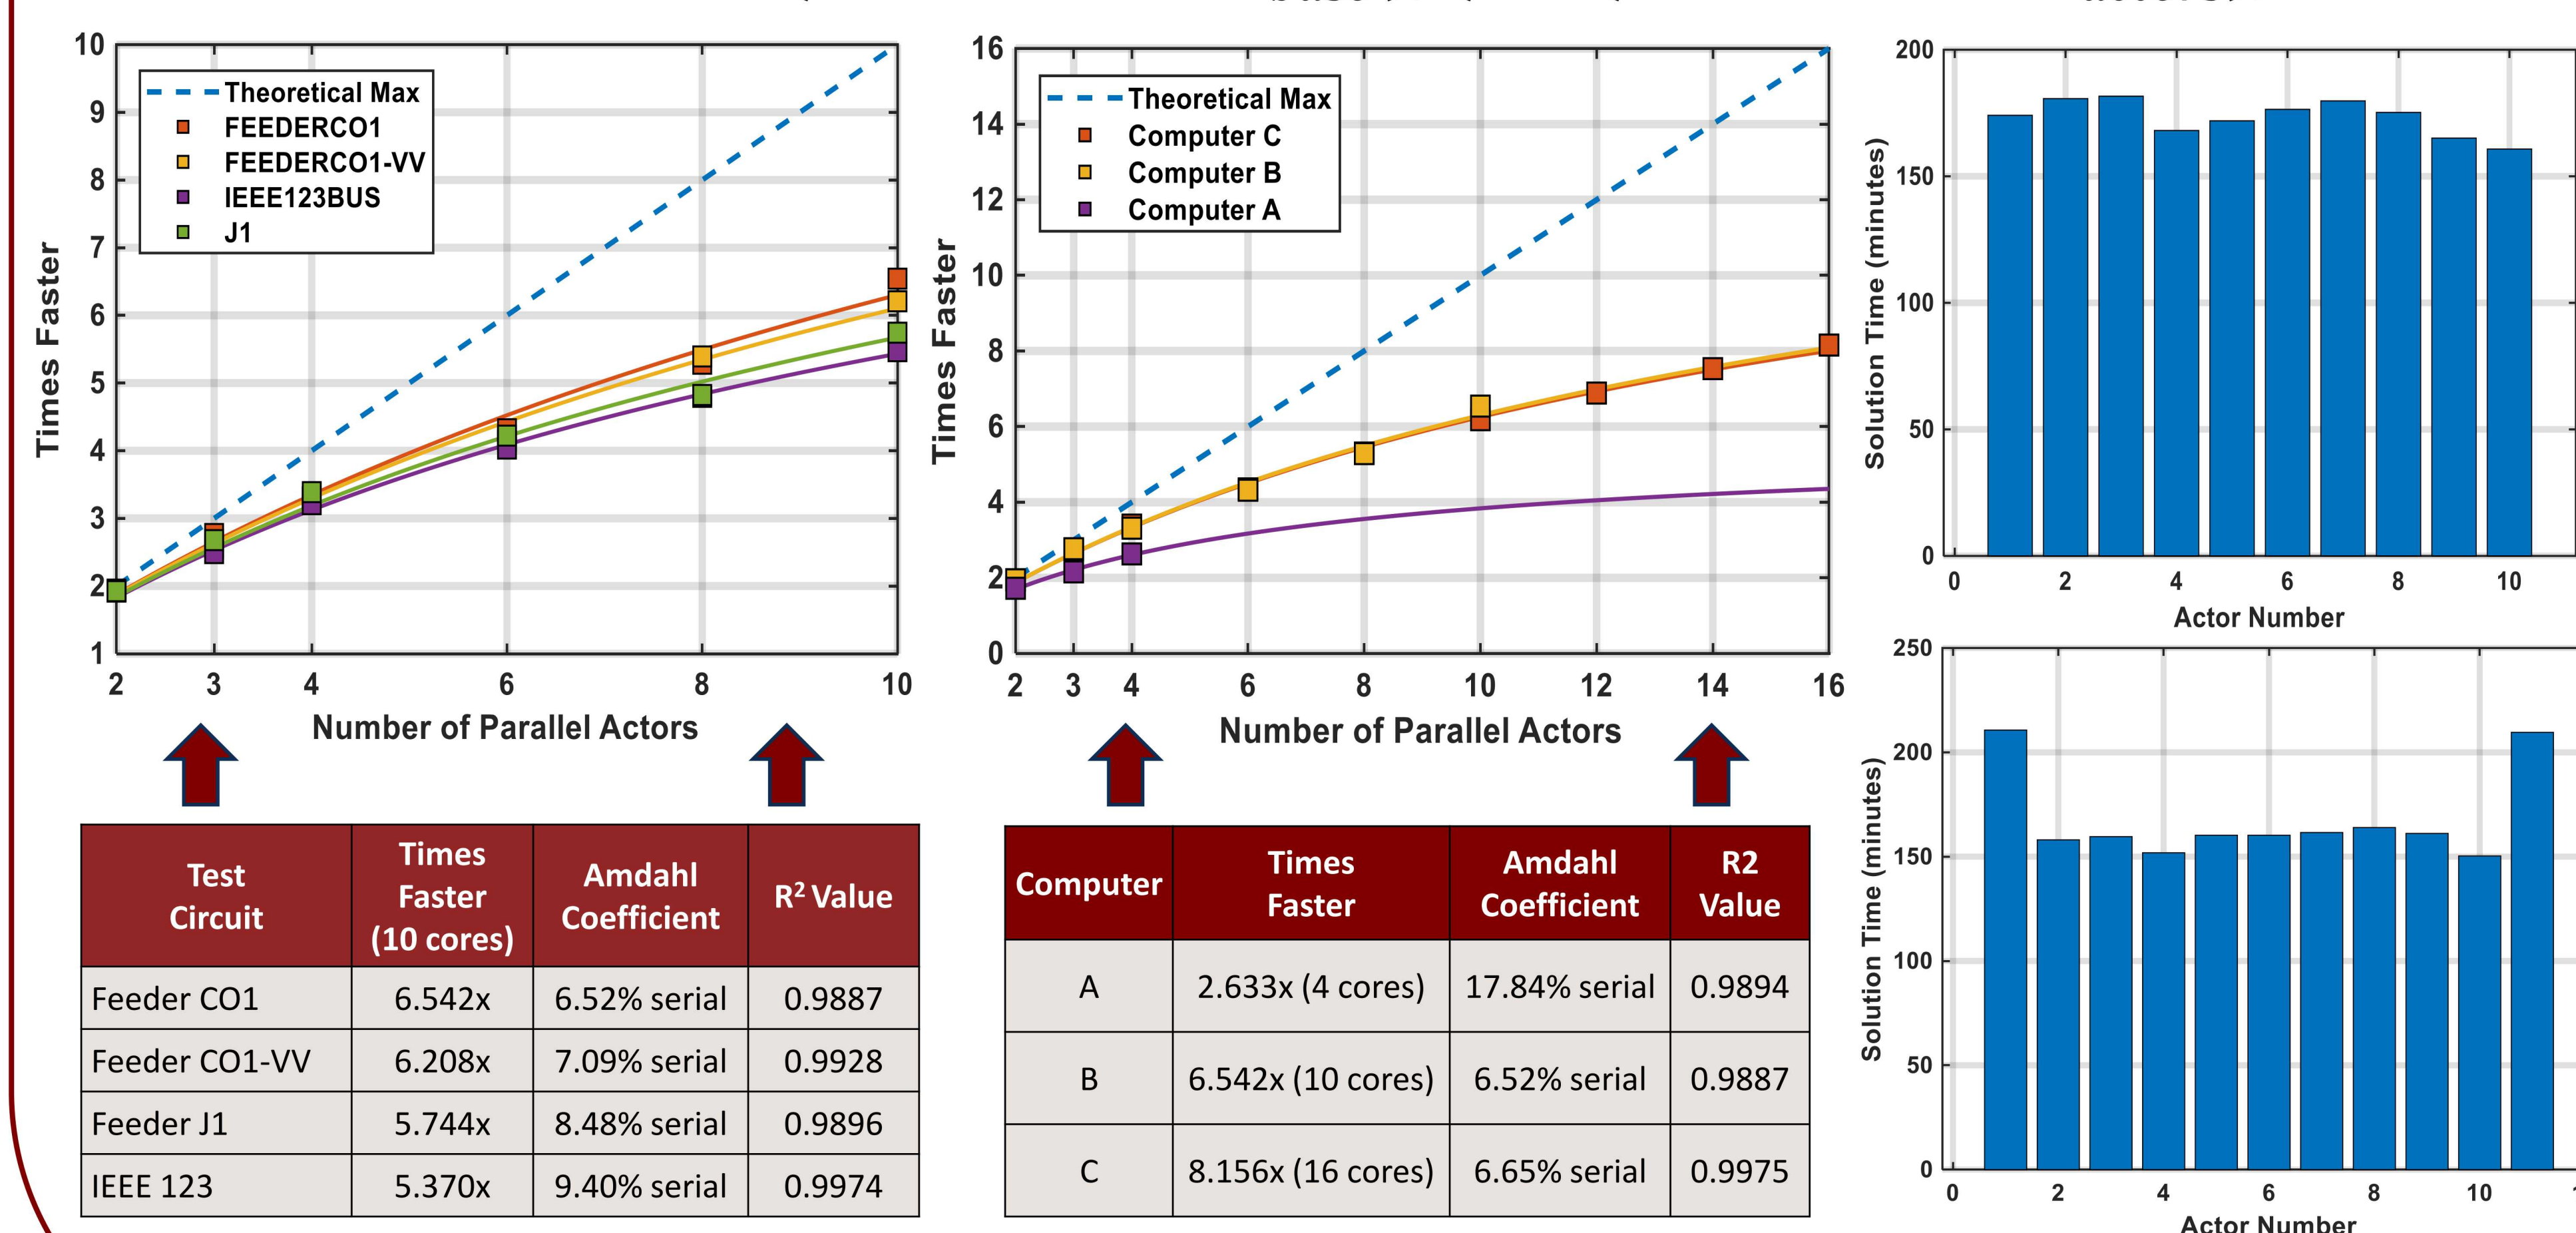 10
9
8
7
6
5
4
3
2
1
Times Faster
Theoretical Max
FEEDERCO1
FEEDERCO1-VV
IEEE123BUS
J1
2 3 4 6 8 10
Number of Parallel Actors
16
14
12
10
8
6
4
2
0
Times Faster
Theoretical Max
Computer C
Computer B
Computer A
2 3 4 6 8 10 12 14 16
Number of Parallel Actors
200
150
100
50
0
Solution Time (minutes)
0 2 4 6 8 10
Actor Number
250
200
150
100
50
0
Solution Time (minutes)
0 2 4 6 8 10
Actor Number
Test
Circuit
Times
Faster
(10 cores)
Amdahl
Coefficient
R² Value
Feeder CO1 6.542x 6.52% serial 0.9887
Feeder CO1-VV 6.208x 7.09% serial 0.9928
Feeder J1 5.744x 8.48% serial 0.9896
IEEE 123 5.370x 9.40% serial 0.9974
Computer
Times
Faster
Amdahl
Coefficient
R2
Value
A 2.633x (4 cores) 17.84% serial 0.9894
B 6.542x (10 cores) 6.52% serial 0.9887
C 8.156x (16 cores) 6.65% serial 0.9975